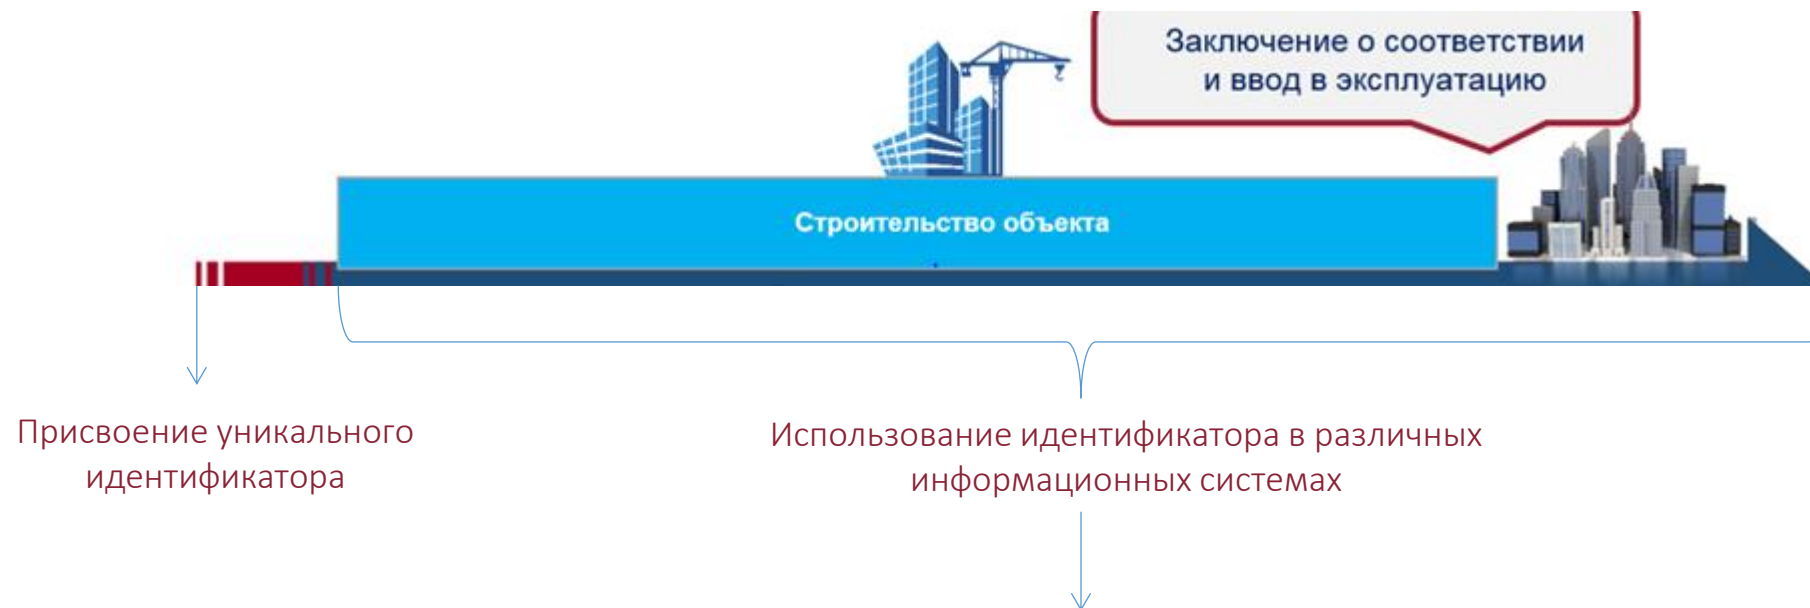 Заключение о соответствии
и ввод в эксплуатацию
Строительство объекта
Присвоение уникального
идентификатора
Использование идентификатора в различных
информационных системах